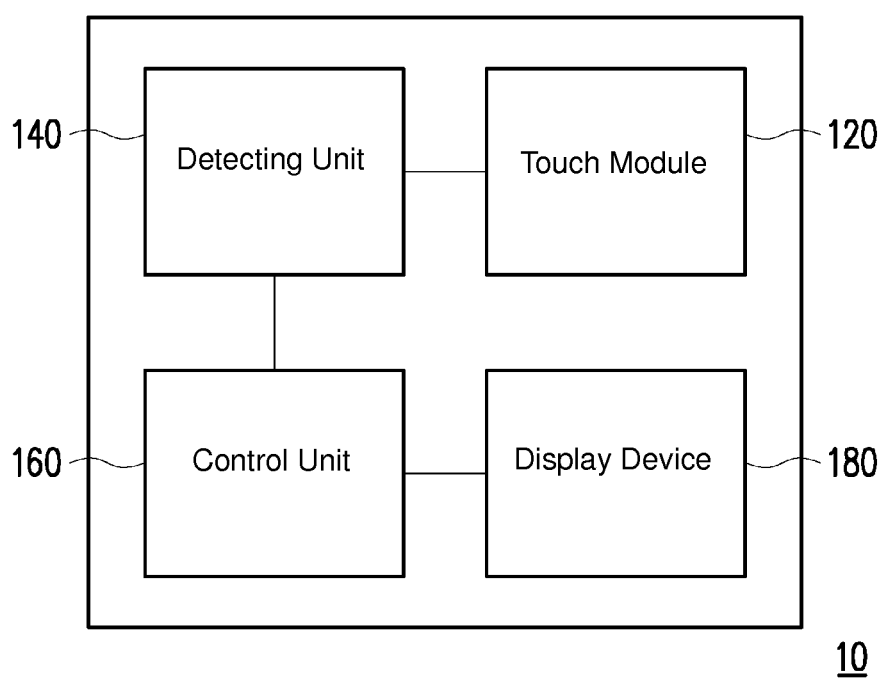 140
Detecting Unit
Touch Module
120
160
Control Unit
Display Device
180
10